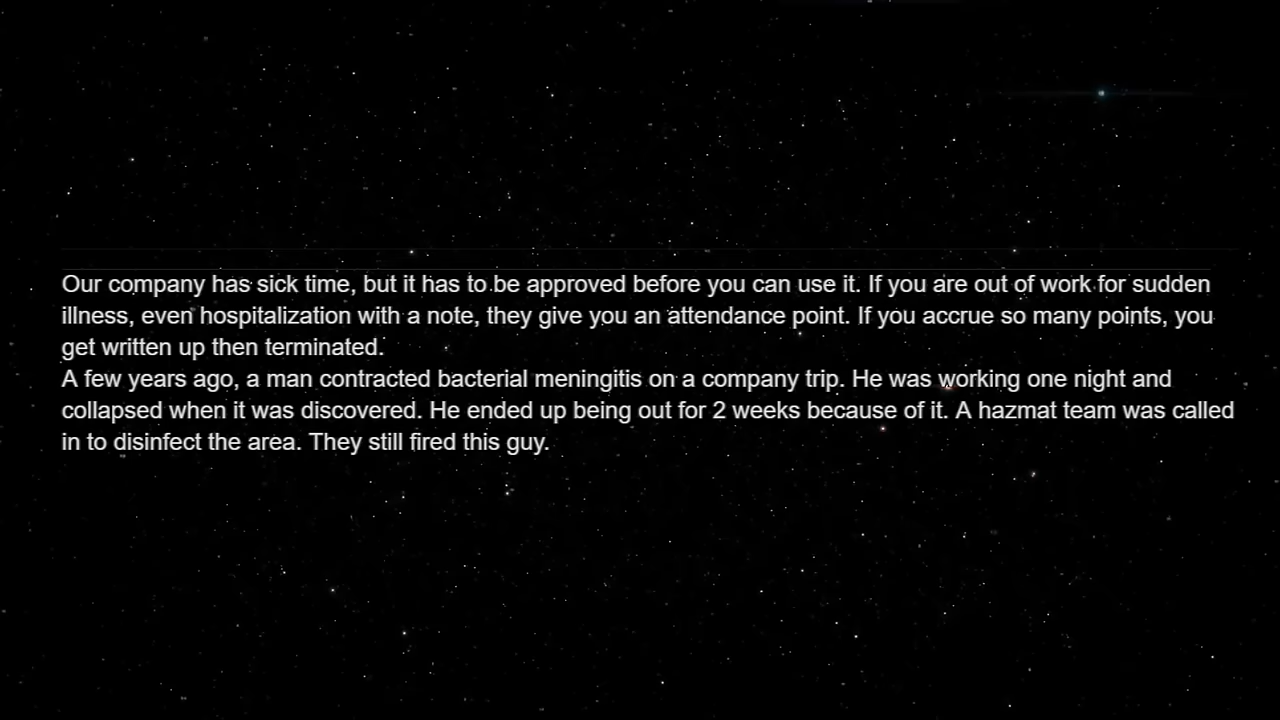 Our company has sick time, but it has to be approved before you can use it. If you are out of work for sudden
illness, even hospitalization with a note, they give you an attendance point. If you accrue so many points, you
get written up then terminated.
A few years ago, a man contracted bacterial meningitis on a company trip. He was working one night and
collapsed when it was discovered. He ended up being out for 2 weeks because of it. A hazmat team was called
in to disinfect the area. They still fired this guy.